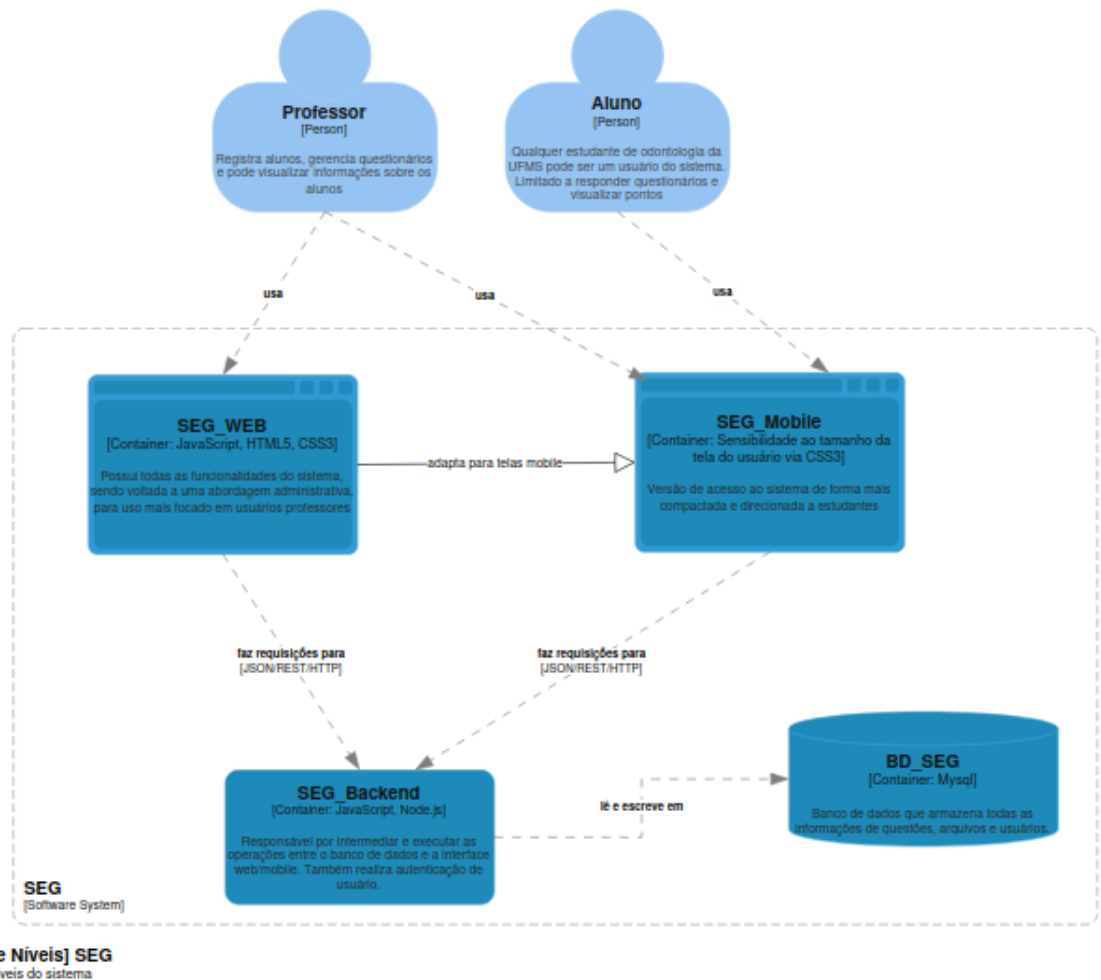 Professor
[Person]
Registra alunos, gerencia questionários
e pode visualizar informações sobre os
alunos
Aluno
[Person]
Qualquer estudante de odontologia da
UFMS pode ser um usuário do sistema.
Limitado a responder questionários e
visualizar pontos
usa
usa
usa
SEG_WEB
[Container: JavaScript, HTML5, CSS3]
Possui todas as funcionalidades do sistema,
sendo voltada a uma abordagem administrativa,
para uso mais focado em usuários professores
adapta para telas mobile
SEG_Mobile
[Container: Sensibilidade ao tamanho da
tela do usuário via CSS3]
Versão de acesso ao sistema de forma mais
compactada e direcionada a estudantes
faz requisições para
[JSON/REST/HTTP]
faz requisições para
[JSON/REST/HTTP]
SEG_Backend
[Container: JavaScript, Node.js]
Responsável por intermediar e executar as
operações entre o banco de dados e a interface
web/mobile. Também realiza autenticação de
usuário.
lê e escreve em
BD_SEG
[Container: Mysql]
Banco de dados que armazena todas as
informações de questões, arquivos e usuários.
SEG
[Software System]
e Níveis] SEG
veis do sistema